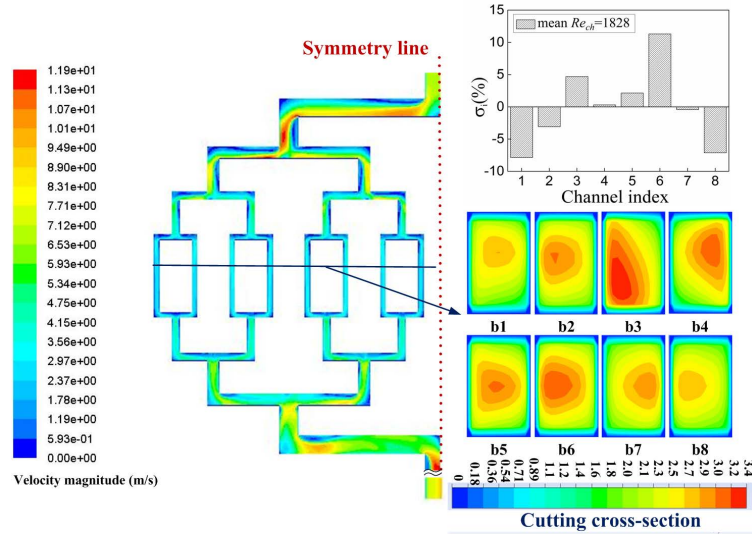 Symmetry line
1.19e+01
1.13e+01
1.07e+01
1.01e+01
9.50e+00
8.90e+00
8.31e+00
7.71e+00
7.12e+00
6.53e+00
5.93e+00
5.34e+00
4.75e+00
4.15e+00
3.56e+00
2.97e+00
2.37e+00
1.78e+00
1.19e+00
5.93e-01
0.00e+00
Velocity magnitude (m/s)
mean Re_ch=1828
σ_i(%)
15
10
5
0
-5
-10
1 2 3 4 5 6 7 8
Channel index
b1 b2 b3 b4
b5 b6 b7 b8
0 0.18 0.36 0.54 0.71 0.89 1.1 1.2 1.4 1.6 1.8 2.0 2.1 2.3 2.5 2.7 2.9 3.0 3.2 3.4
Cutting cross-section